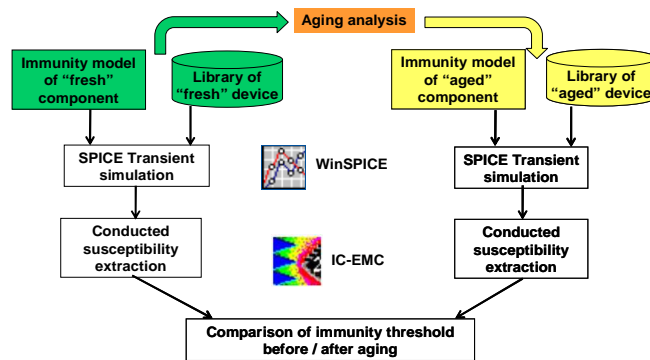 Aging analysis
Immunity model
of “fresh”
component
Library of
“fresh” device
Immunity model
of “aged”
component
Library of
“aged” device
SPICE Transient
simulation
WinSPICE
SPICE Transient
simulation
Conducted
susceptibility
extraction
IC-EMC
Conducted
susceptibility
extraction
Comparison of immunity threshold
before / after aging